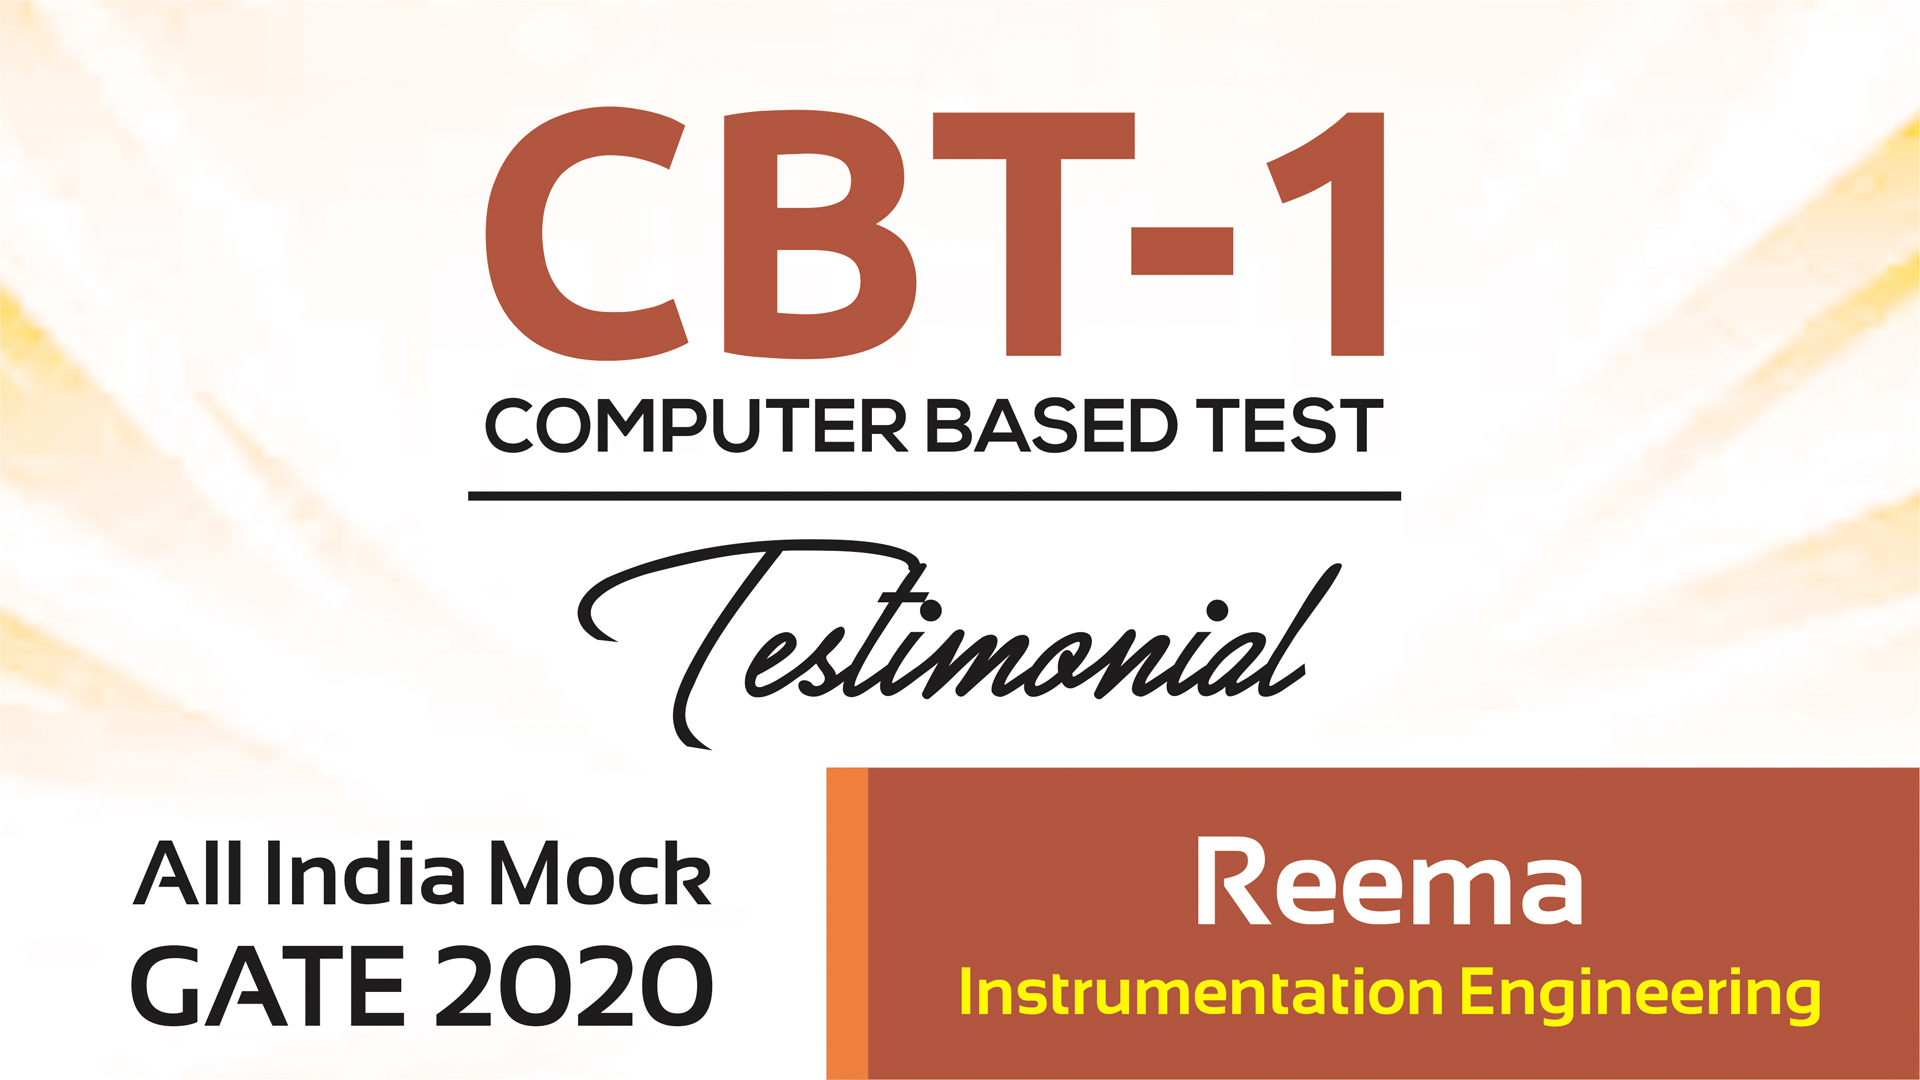 CBT-1
COMPUTER BASED TEST
Testimonial
All India Mock
GATE 2020
Reema
Instrumentation Engineering